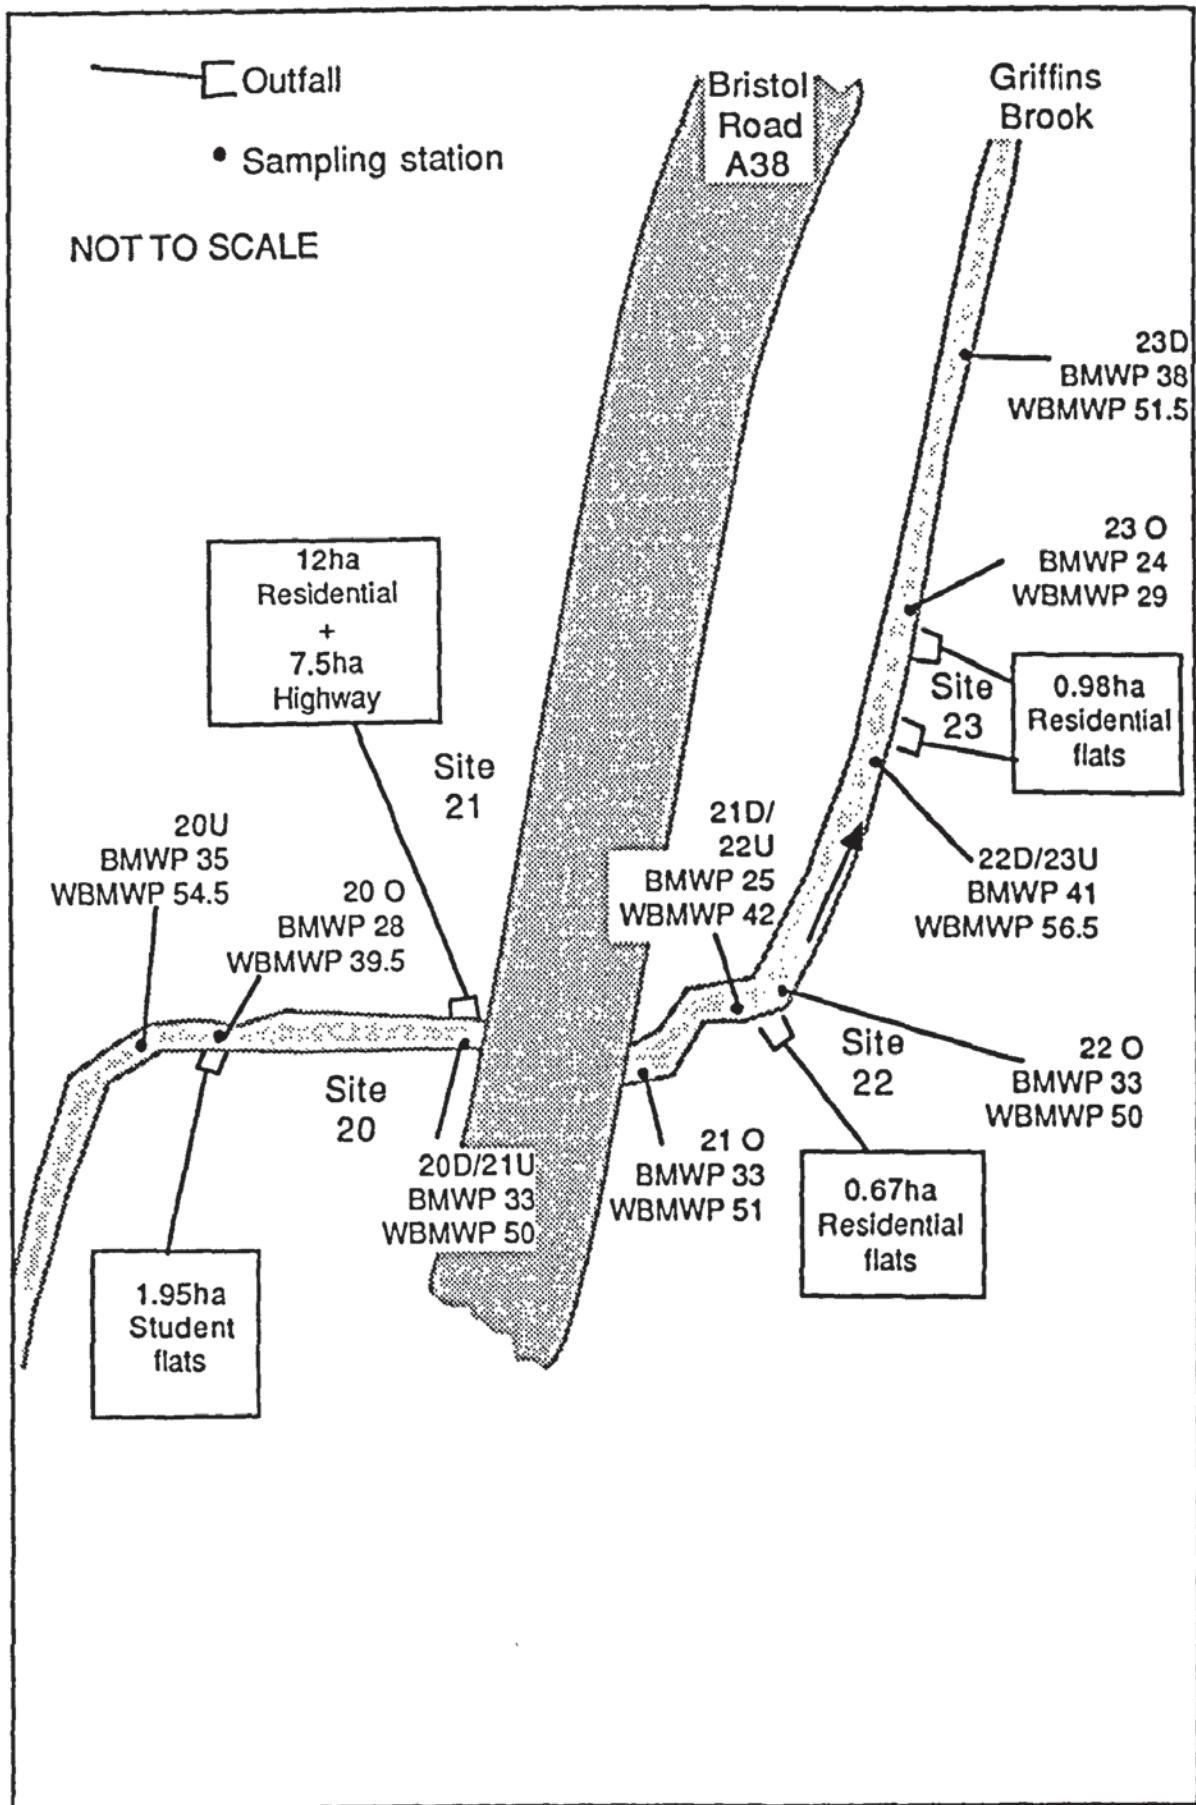 Outfall
Sampling station
NOT TO SCALE
Bristol
Road
A38
Griffins
Brook
23D
BMWP 38
WBMWP 51.5
23 O
BMWP 24
WBMWP 29
12ha
Residential
+
7.5ha
Highway
Site
23
0.98ha
Residential
flats
Site
21
20U
BMWP 35
WBMWP 54.5
20 O
BMWP 28
WBMWP 39.5
21D/
22U
BMWP 25
WBMWP 42
22D/23U
BMWP 41
WBMWP 56.5
Site
20
Site
22
22 O
BMWP 33
WBMWP 50
20D/21U
BMWP 33
WBMWP 50
21 O
BMWP 33
WBMWP 51
0.67ha
Residential
flats
1.95ha
Student
flats